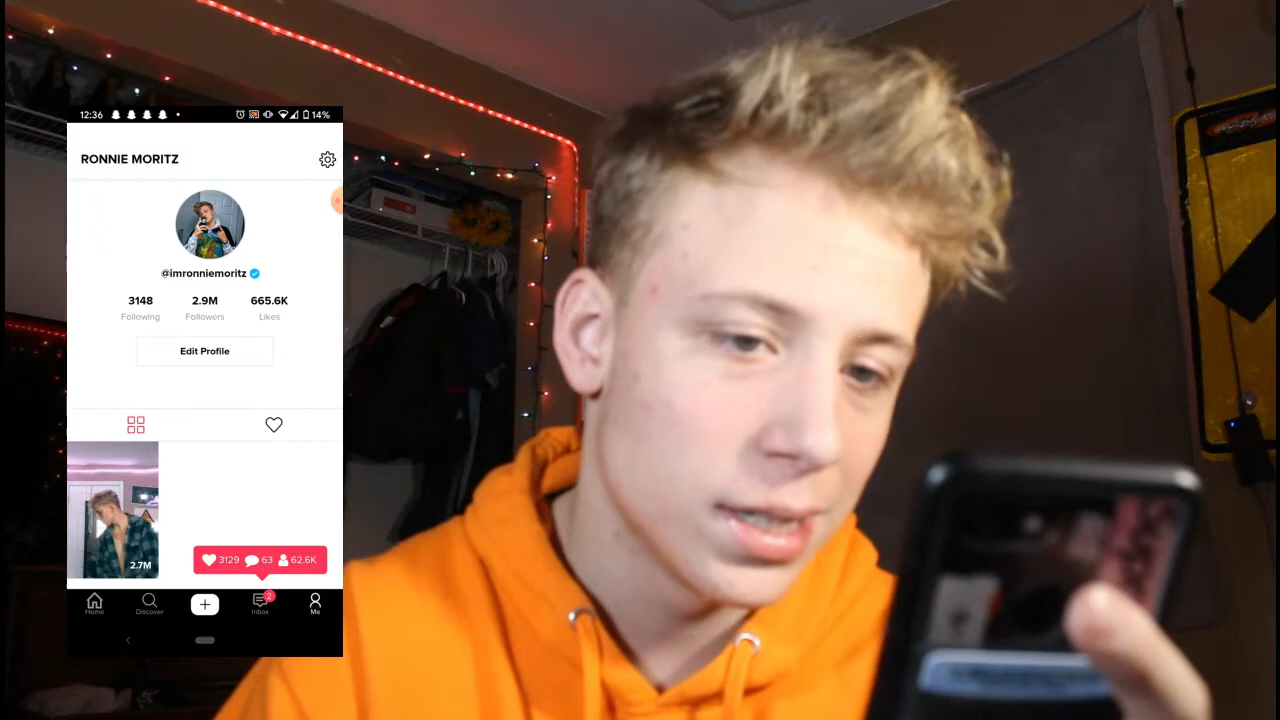 12:36 14%
RONNIE MORITZ
@imronniemoritz
3148 2.9M 665.6K
Following Followers Likes
Edit Profile
2.7M
3129 63 62.6K
2
Home Discover Inbox Me